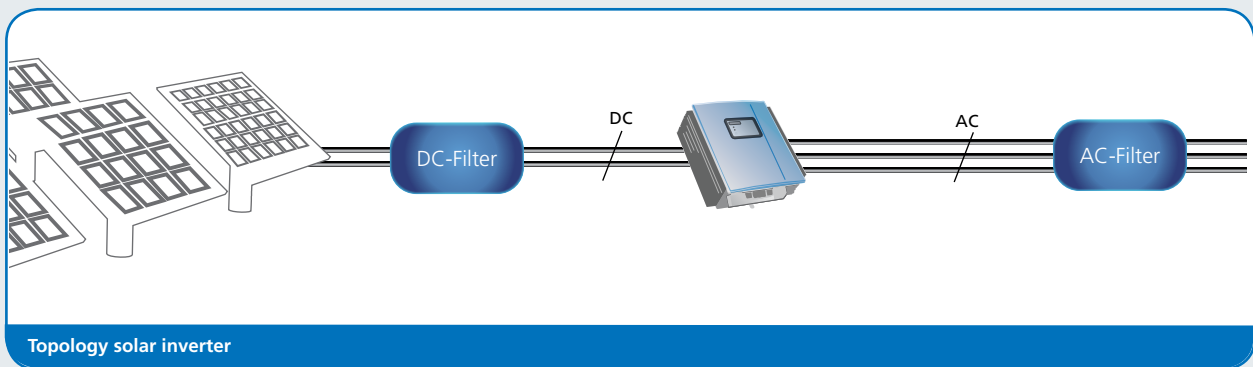 DC-Filter
DC
AC
AC-Filter
Topology solar inverter